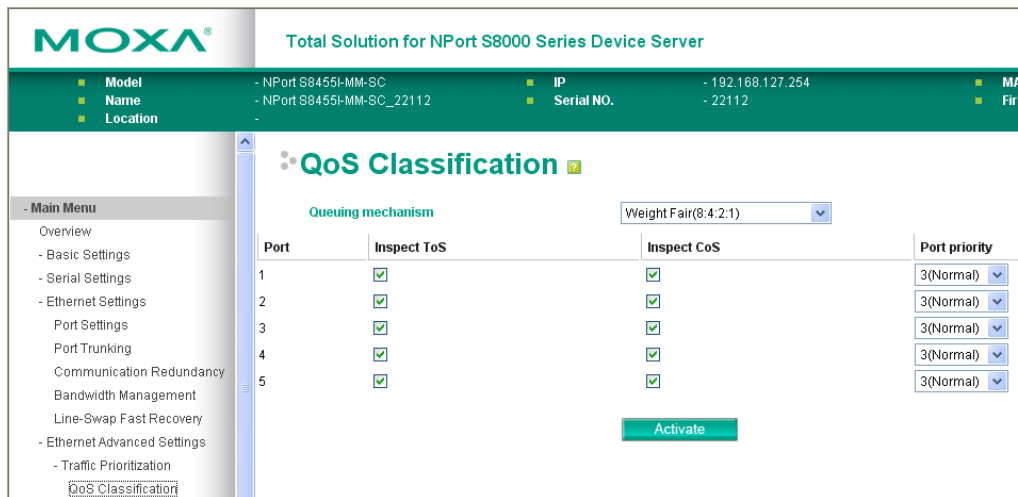 MOXA®
Total Solution for NPort S8000 Series Device Server
Model - NPort S8455I-MM-SC IP - 192.168.127.254 MA
Name - NPort S8455I-MM-SC_22112 Serial NO. - 22112 Fir
Location -
QoS Classification ?
Queuing mechanism Weight Fair(8:4:2:1)
- Main Menu
Overview
- Basic Settings
- Serial Settings
- Ethernet Settings
Port Settings
Port Trunking
Communication Redundancy
Bandwidth Management
Line-Swap Fast Recovery
- Ethernet Advanced Settings
- Traffic Prioritization
QoS Classification
Port Inspect ToS Inspect CoS Port priority
1 3(Normal)
2 3(Normal)
3 3(Normal)
4 3(Normal)
5 3(Normal)
Activate